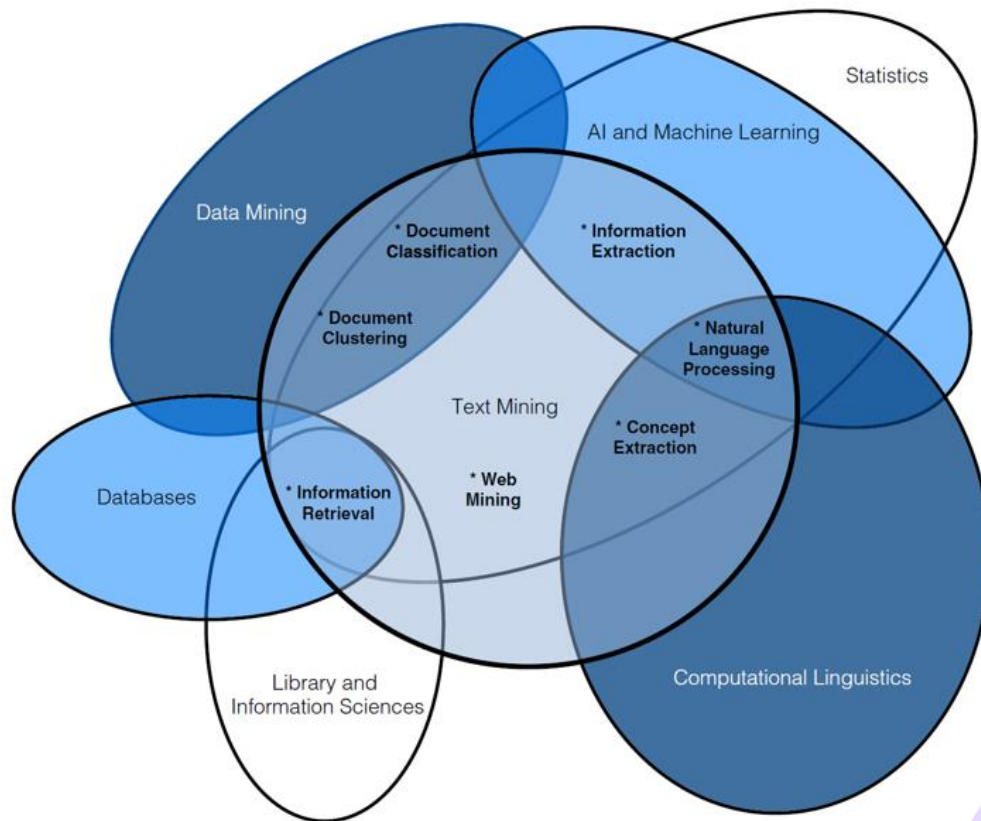 Statistics
AI and Machine Learning
Data Mining
* Document
Classification
* Information
Extraction
* Document
Clustering
* Natural
Language
Processing
Text Mining
* Concept
Extraction
* Web
Mining
Databases
* Information
Retrieval
Library and
Information Sciences
Computational Linguistics